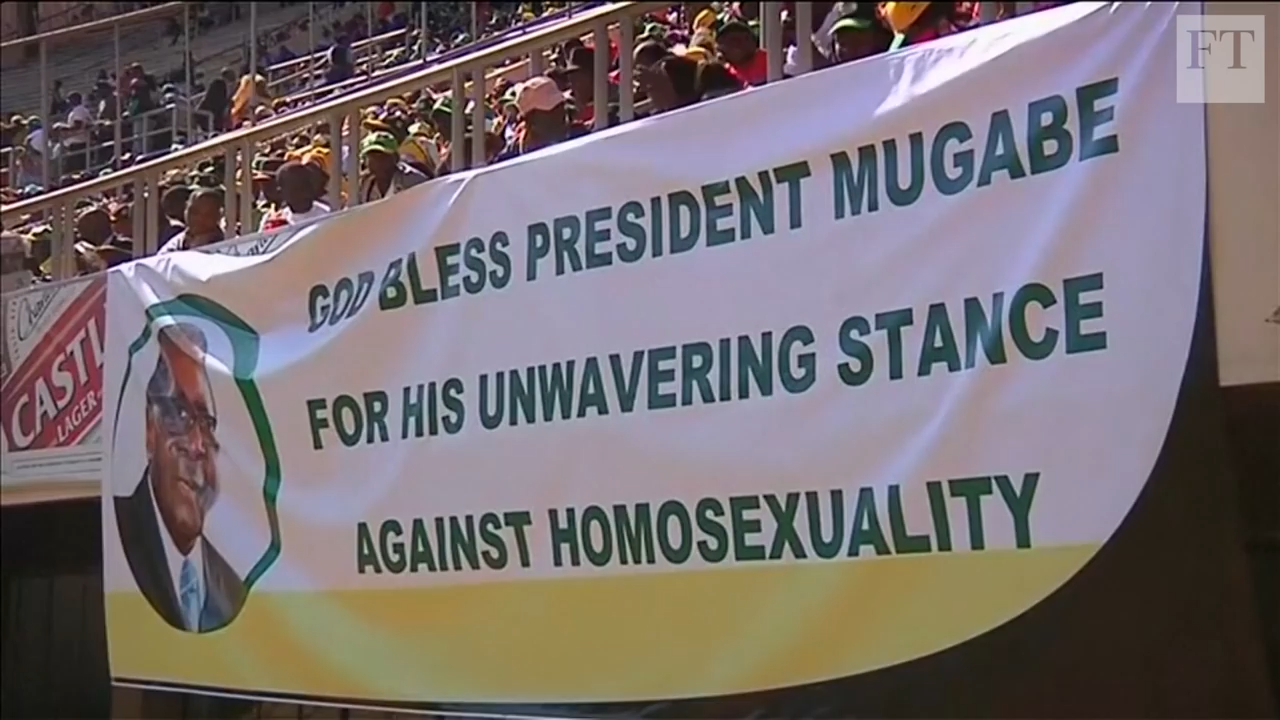 FT
GOD BLESS PRESIDENT MUGABE
FOR HIS UNWAVERING STANCE
AGAINST HOMOSEXUALITY
CASTL
LAGER